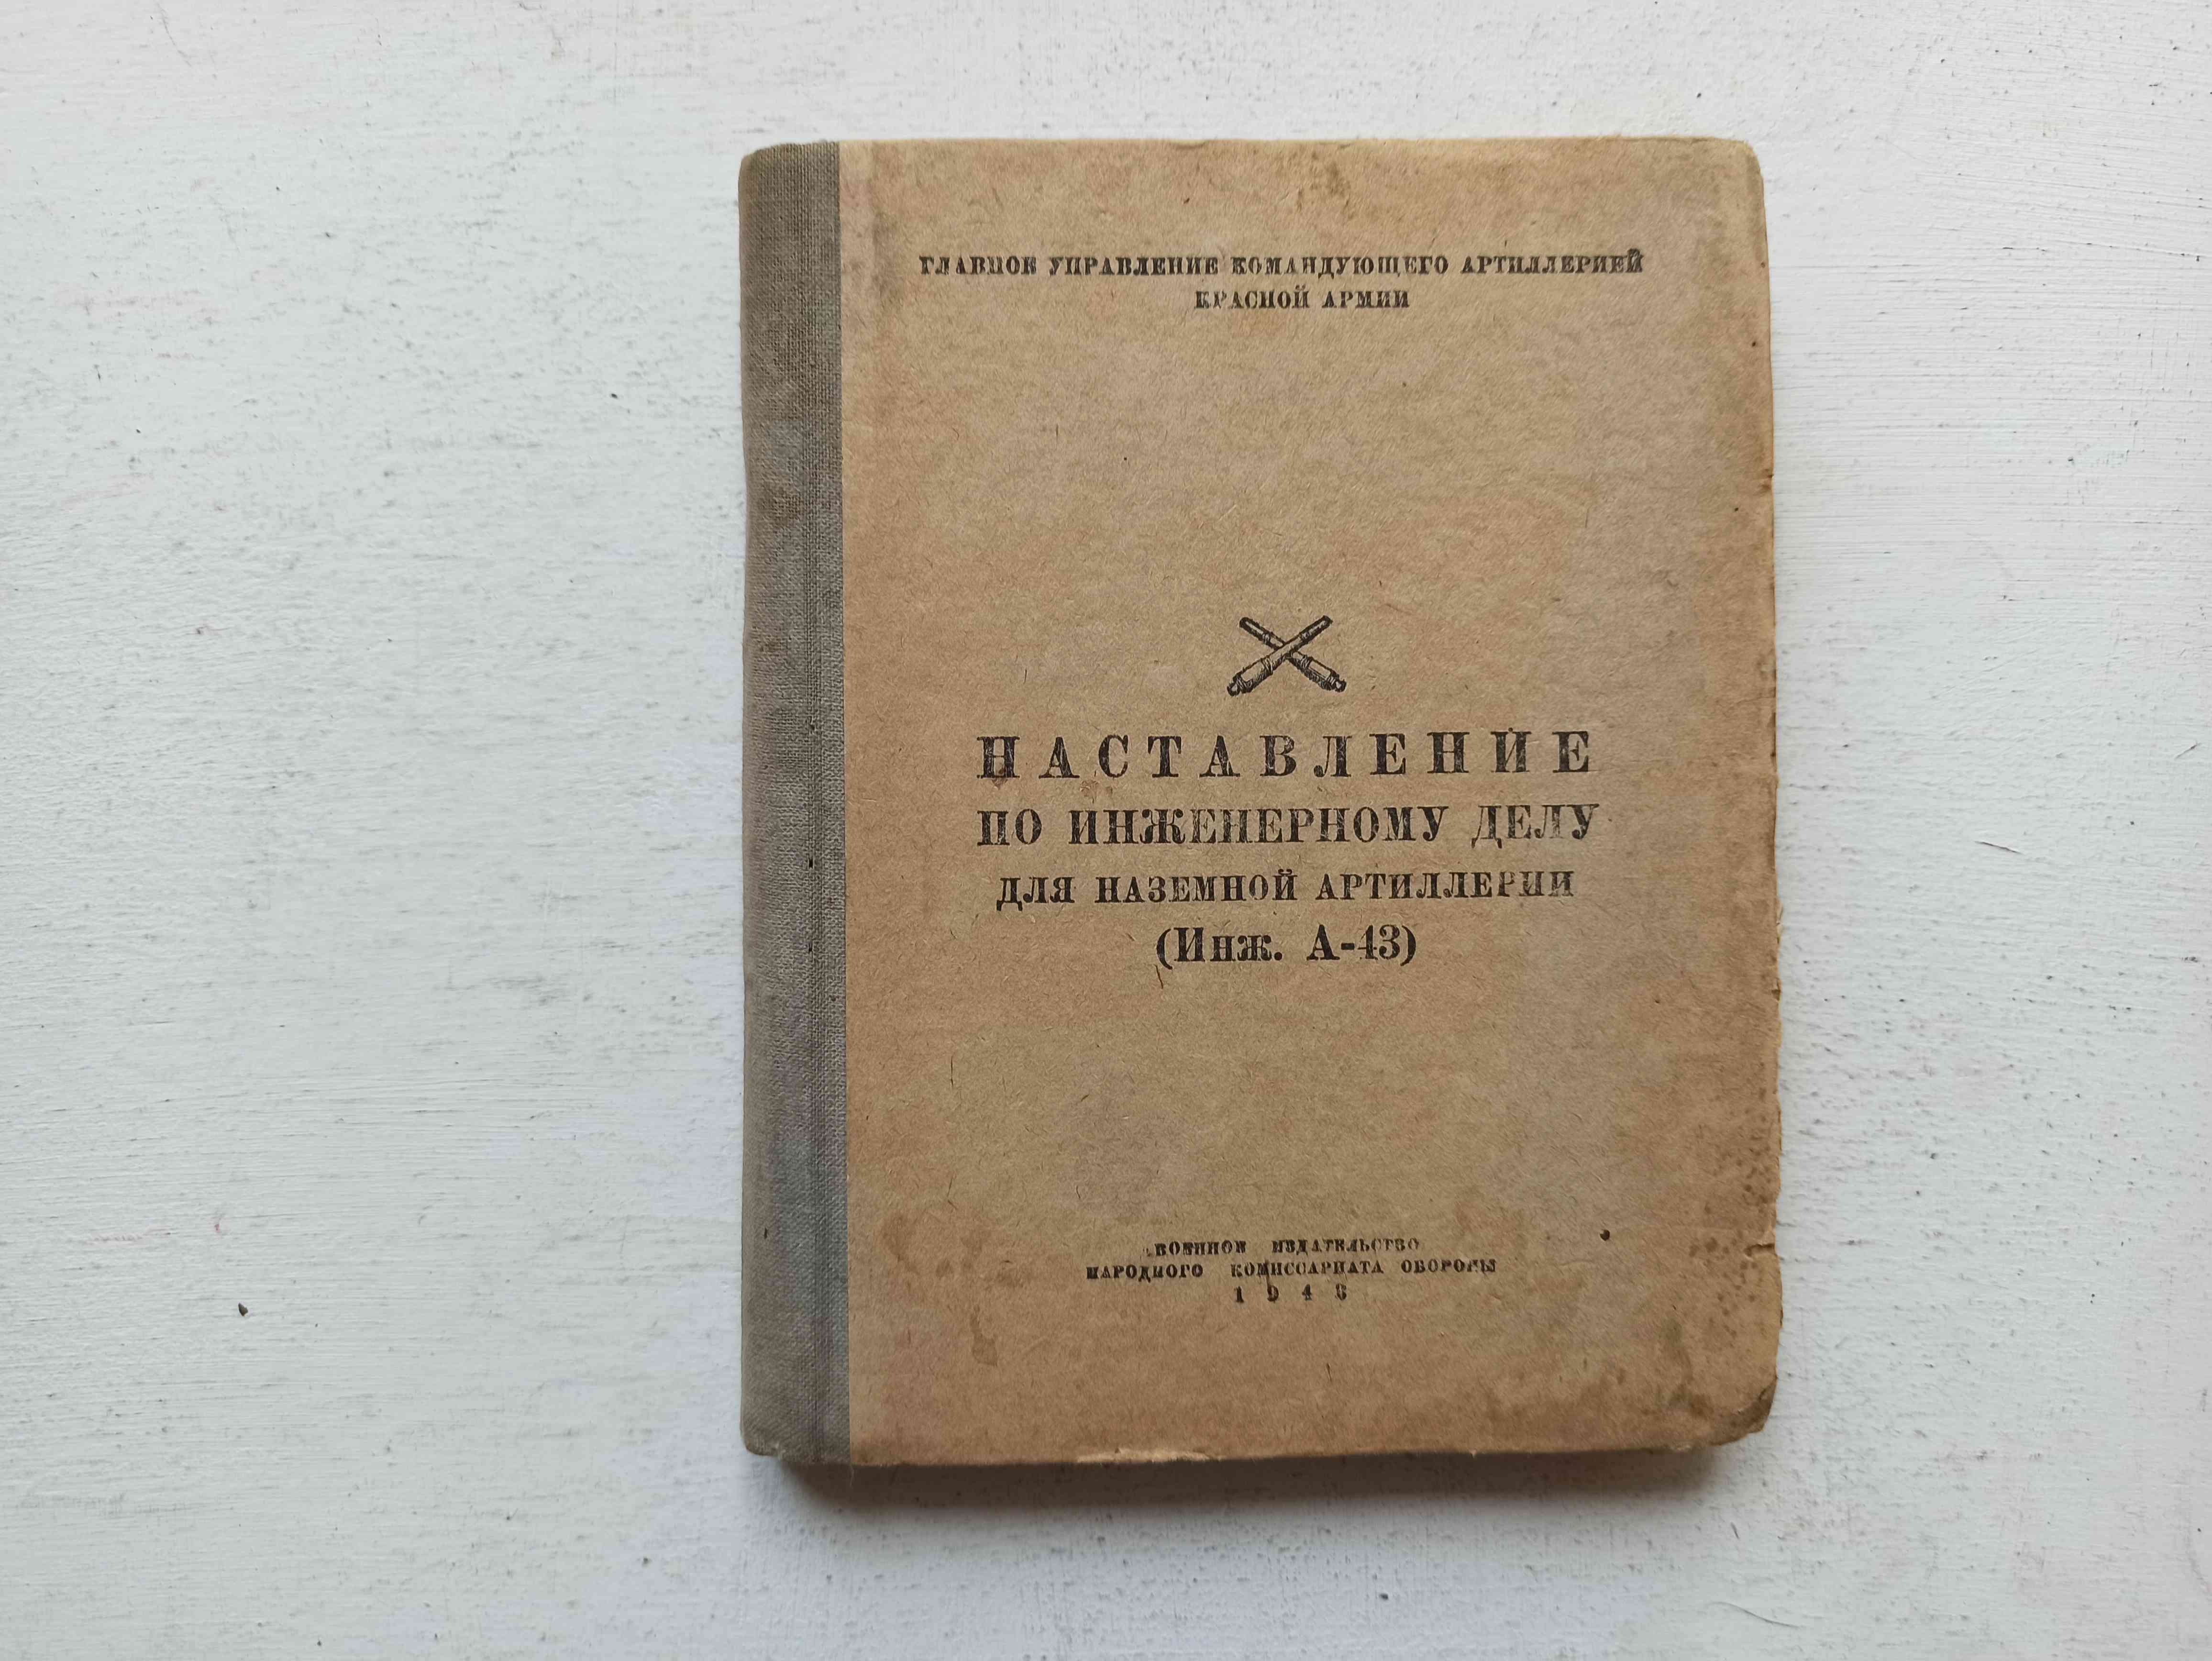 ГЛАВНОЕ УПРАВЛЕНИЕ КОМАНДУЮЩЕГО АРТИЛЛЕРИЕЙ
КРАСНОЙ АРМИИ
НАСТАВЛЕНИЕ
ПО ИНЖЕНЕРНОМУ ДЕЛУ
ДЛЯ НАЗЕМНОЙ АРТИЛЛЕРИИ
(Инж. А-43)
ВОЕННОЕ ИЗДАТЕЛЬСТВО
НАРОДНОГО КОМИССАРИАТА ОБОРОНЫ
1943